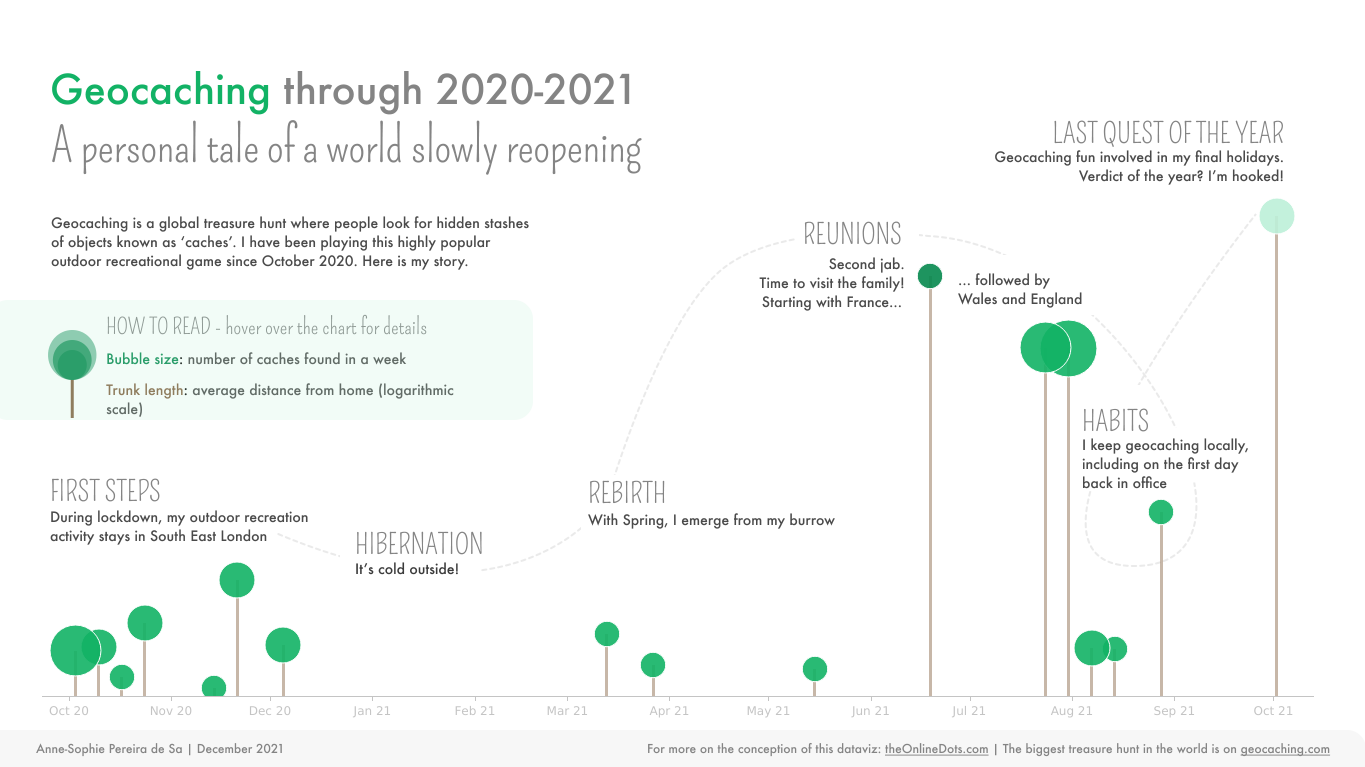 Geocaching through 2020-2021
A personal tale of a world slowly reopening
Geocaching is a global treasure hunt where people look for hidden stashes
of objects known as ‘caches’. I have been playing this highly popular
outdoor recreational game since October 2020. Here is my story.
HOW TO READ - hover over the chart for details
Bubble size: number of caches found in a week
Trunk length: average distance from home (logarithmic
scale)
FIRST STEPS
During lockdown, my outdoor recreation
activity stays in South East London
HIBERNATION
It’s cold outside!
REBIRTH
With Spring, I emerge from my burrow
REUNIONS
Second jab.
Time to visit the family!
Starting with France...
... followed by
Wales and England
HABITS
I keep geocaching locally,
including on the first day
back in office
LAST QUEST OF THE YEAR
Geocaching fun involved in my final holidays.
Verdict of the year? I’m hooked!
Oct 20 Nov 20 Dec 20 Jan 21 Feb 21 Mar 21 Apr 21 May 21 Jun 21 Jul 21 Aug 21 Sep 21 Oct 21
Anne-Sophie Pereira de Sa | December 2021
For more on the conception of this dataviz: theOnlineDots.com | The biggest treasure hunt in the world is on geocaching.com